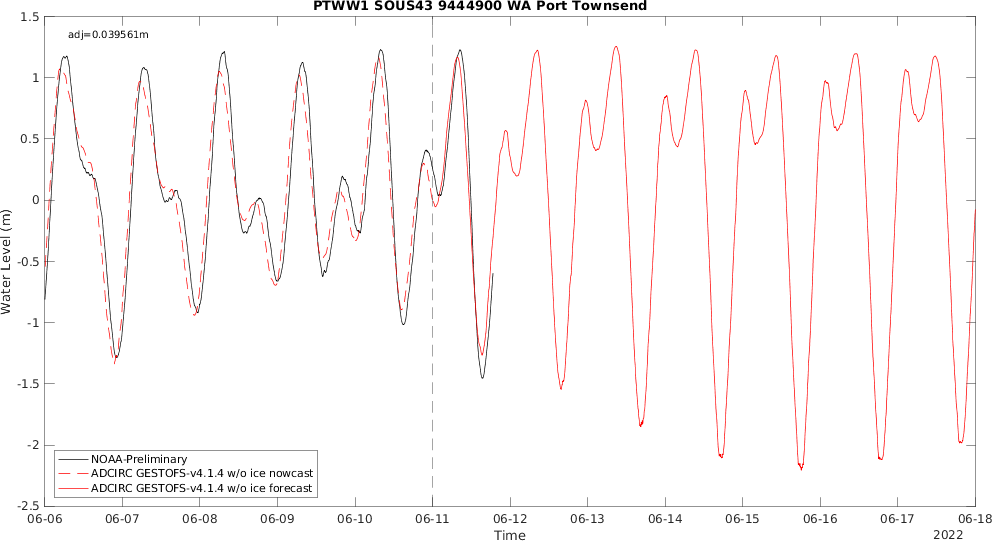 PTWW1 SOUS43 9444900 WA Port Townsend
adj=0.039561m
1.5
1
0.5
0
-0.5
-1
-1.5
-2
-2.5
Water Level (m)
NOAA-Preliminary
ADCIRC GESTOFS-v4.1.4 w/o ice nowcast
ADCIRC GESTOFS-v4.1.4 w/o ice forecast
06-06 06-07 06-08 06-09 06-10 06-11 06-12 06-13 06-14 06-15 06-16 06-17 06-18
Time
2022